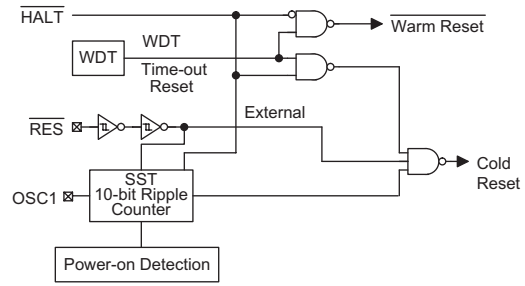 HALT
Warm Reset
WDT
WDT
Time-out
Reset
External
RES
Cold
Reset
OSC1
SST
10-bit Ripple
Counter
Power-on Detection